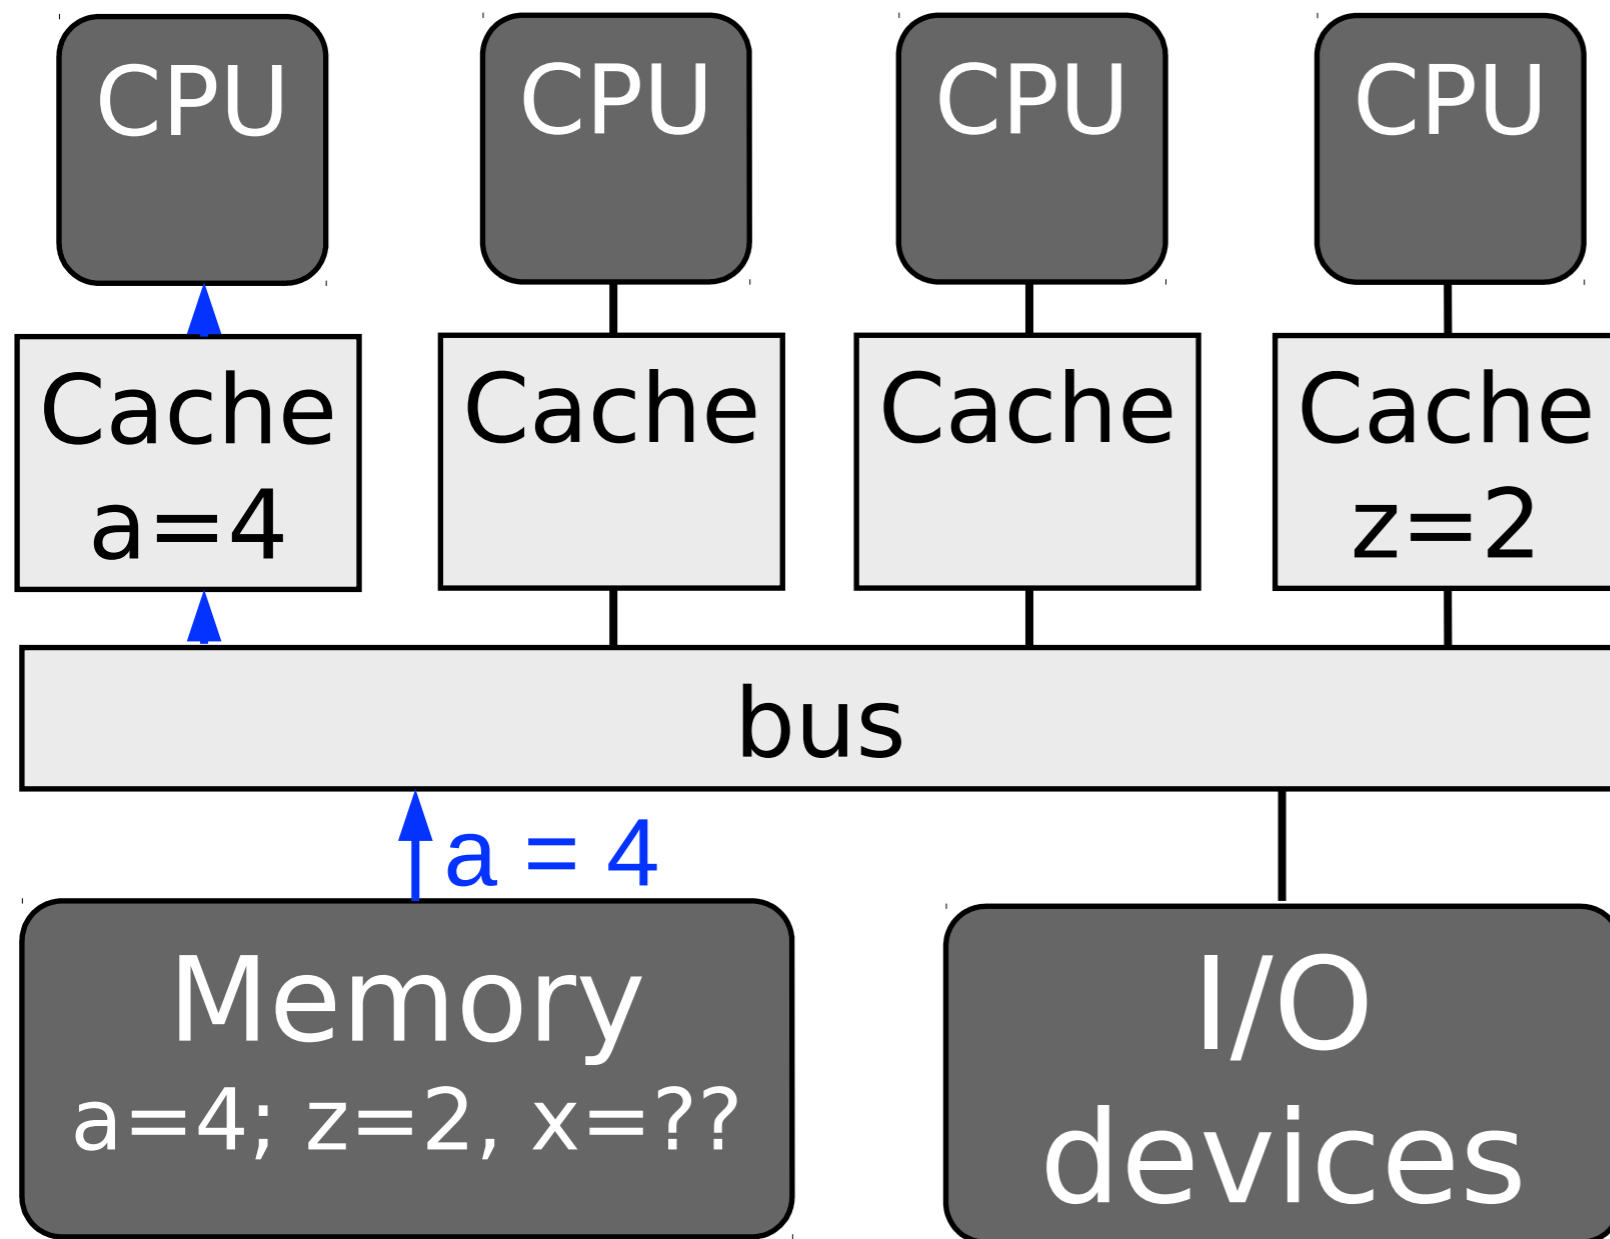 CPU
CPU
CPU
CPU
Cache
a=4
Cache
Cache
Cache
z=2
bus
a = 4
Memory
a=4; z=2, x=??
I/O
devices